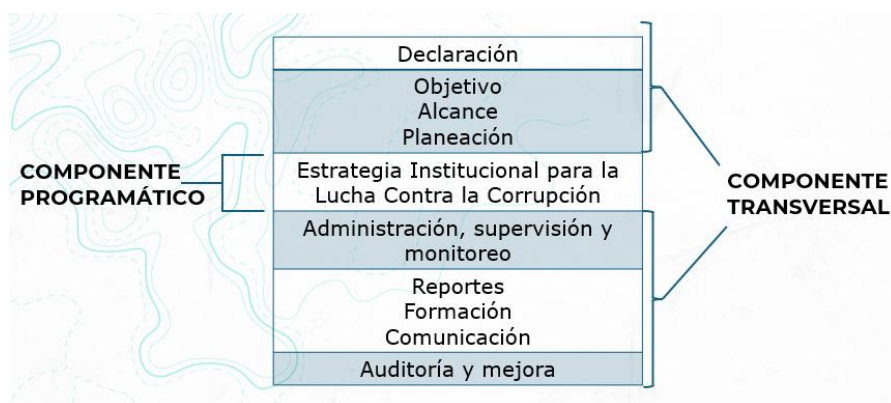 Declaración
Objetivo
Alcance
Planeación
COMPONENTE
PROGRAMÁTICO
Estrategia Institucional para la
Lucha Contra la Corrupción
COMPONENTE
TRANSVERSAL
Administración, supervisión y
monitoreo
Reportes
Formación
Comunicación
Auditoría y mejora